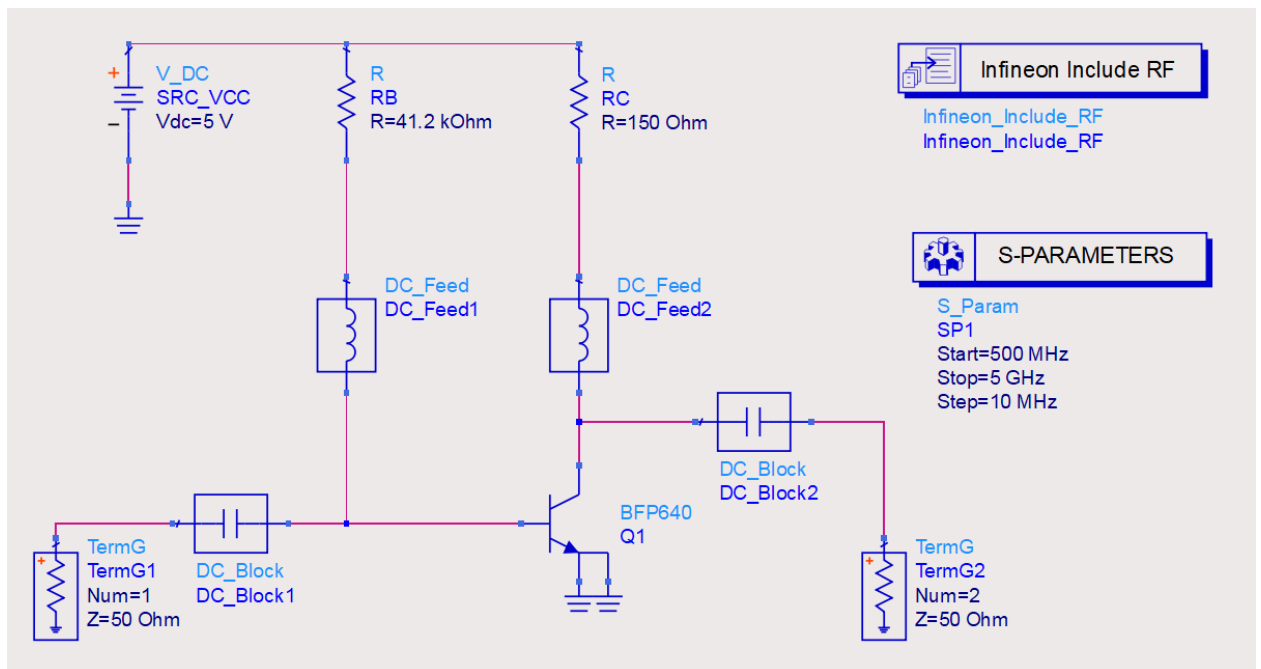 V_DC
SRC_VCC
Vdc=5 V
R
RB
R=41.2 kOhm
R
RC
R=150 Ohm
Infineon Include RF
Infineon_Include_RF
Infineon_Include_RF
S-PARAMETERS
S_Param
SP1
Start=500 MHz
Stop=5 GHz
Step=10 MHz
DC_Feed
DC_Feed1
DC_Feed
DC_Feed2
DC_Block
DC_Block2
BFP640
Q1
TermG
TermG1
Num=1
Z=50 Ohm
DC_Block
DC_Block1
TermG
TermG2
Num=2
Z=50 Ohm